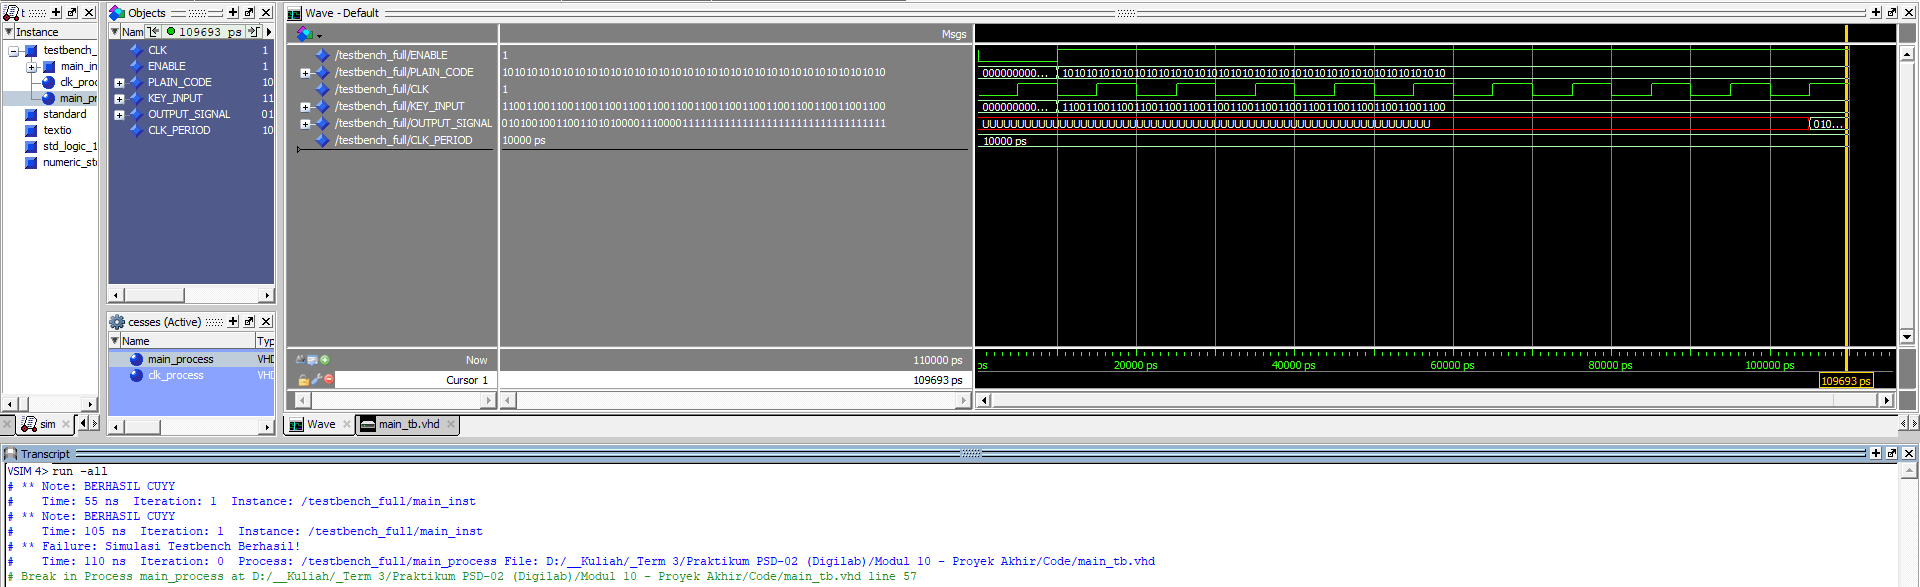 t
Instance
testbench_
main_in
clk_proc
main_pr
standard
textio
std_logic_1
numeric_sto
sim
Objects
Nam 109693 ps
CLK 1
ENABLE 1
PLAIN_CODE 10
KEY_INPUT 11
OUTPUT_SIGNAL 01
CLK_PERIOD 10
cesses (Active)
Name Typ
main_process VHD
clk_process VHD
Wave - Default
Msgs
/testbench_full/ENABLE 1
/testbench_full/PLAIN_CODE 1010101010101010101010101010101010101010101010101010101010101010
/testbench_full/CLK 1
/testbench_full/KEY_INPUT 1100110011001100110011001100110011001100110011001100110011001100
/testbench_full/OUTPUT_SIGNAL
/testbench_full/CLK_PERIOD 10000 ps
000000000... 1010101010101010101010101010101010101010101010101010101010101010
000000000... 1100110011001100110011001100110011001100110011001100110011001100
UUUUUUUUUUUUUUUUUUUUUUUUUUUUUUUUUUUUUUUUUUUUUUUUUUUUUUUUUUUUUUUU 010...
10000 ps
Now 110000 ps
Cursor 1 109693 ps
ps 20000 ps 40000 ps 60000 ps 80000 ps 100000 ps
109693 ps
Wave main_tb.vhd
Transcript
VSIM 4> run -all
# ** Note: BERHASIL CUYY
# Time: 55 ns Iteration: 1 Instance: /testbench_full/main_inst
# ** Note: BERHASIL CUYY
# Time: 105 ns Iteration: 1 Instance: /testbench_full/main_inst
# ** Failure: Simulasi Testbench Berhasil!
# Time: 110 ns Iteration: 0 Process: /testbench_full/main_process File: D:/__Kuliah/_Term 3/Praktikum PSD-02 (Digilab)/Modul 10 - Proyek Akhir/Code/main_tb.vhd
# Break in Process main_process at D:/__Kuliah/_Term 3/Praktikum PSD-02 (Digilab)/Modul 10 - Proyek Akhir/Code/main_tb.vhd line 57